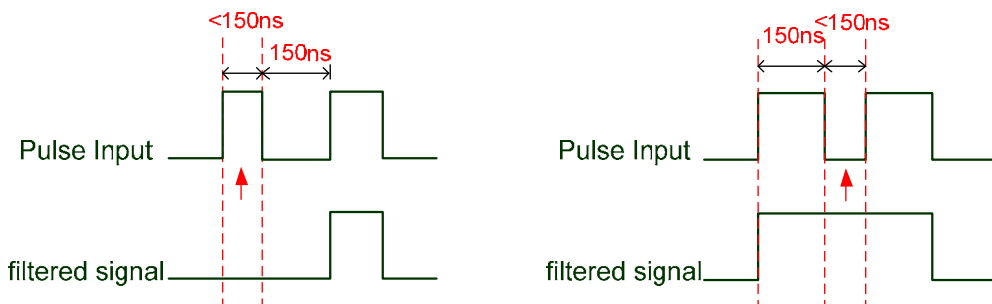 <150ns
150ns
Pulse Input
filtered signal
<150ns
150ns
Pulse Input
filtered signal